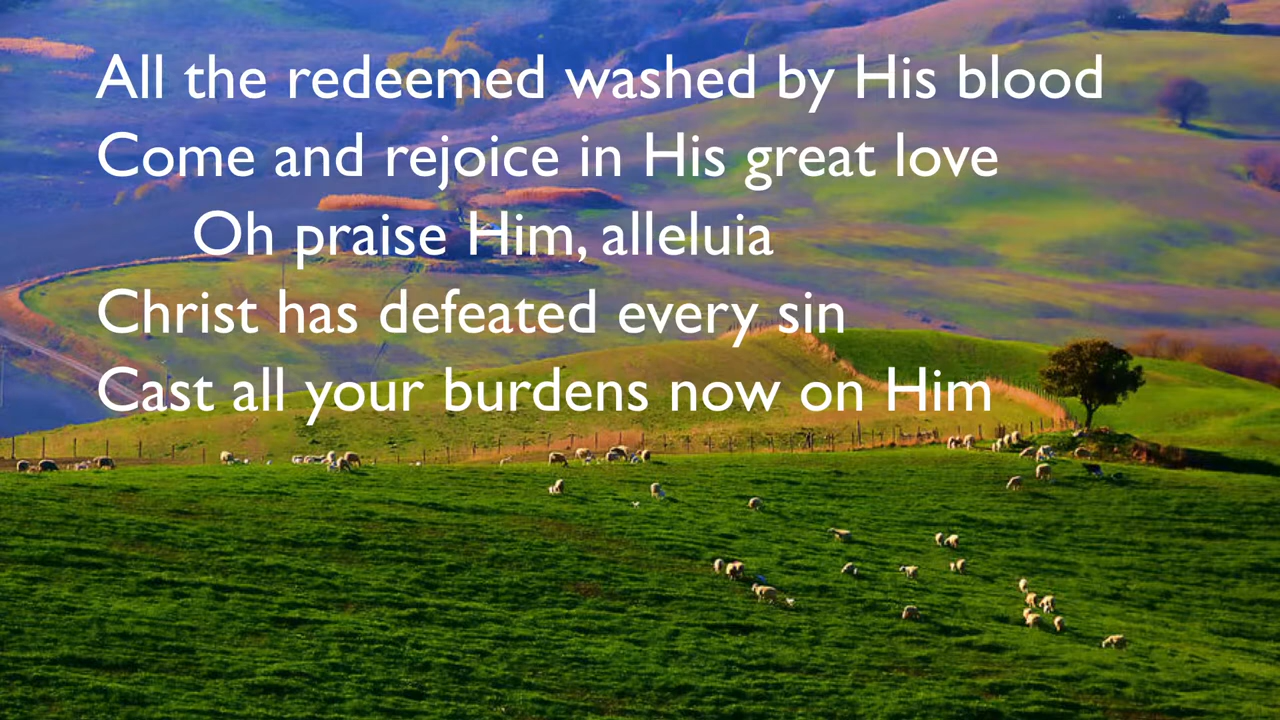 All the redeemed washed by His blood
Come and rejoice in His great love
Oh praise Him, alleluia
Christ has defeated every sin
Cast all your burdens now on Him